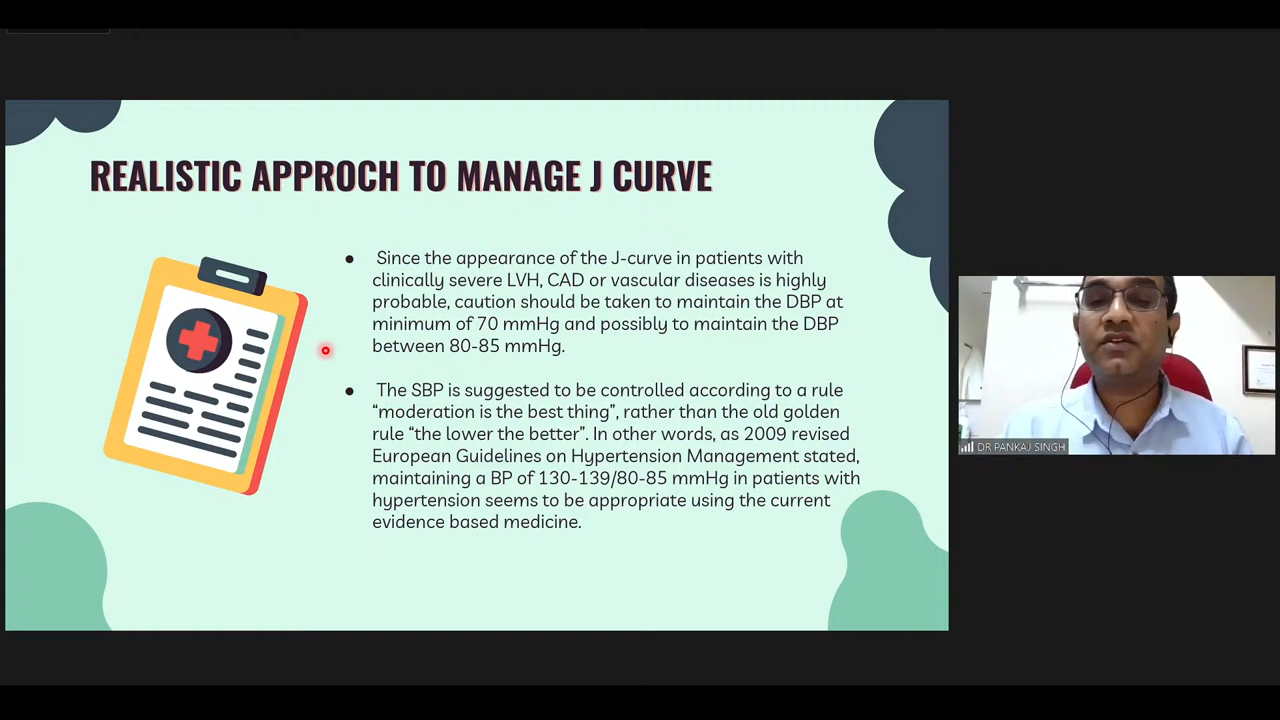 REALISTIC APPROCH TO MANAGE J CURVE
● Since the appearance of the J-curve in patients with
clinically severe LVH, CAD or vascular diseases is highly
probable, caution should be taken to maintain the DBP at
minimum of 70 mmHg and possibly to maintain the DBP
between 80-85 mmHg.
● The SBP is suggested to be controlled according to a rule
“moderation is the best thing”, rather than the old golden
rule “the lower the better”. In other words, as 2009 revised
European Guidelines on Hypertension Management stated,
maintaining a BP of 130-139/80-85 mmHg in patients with
hypertension seems to be appropriate using the current
evidence based medicine.
DR PANKAJ SINGH